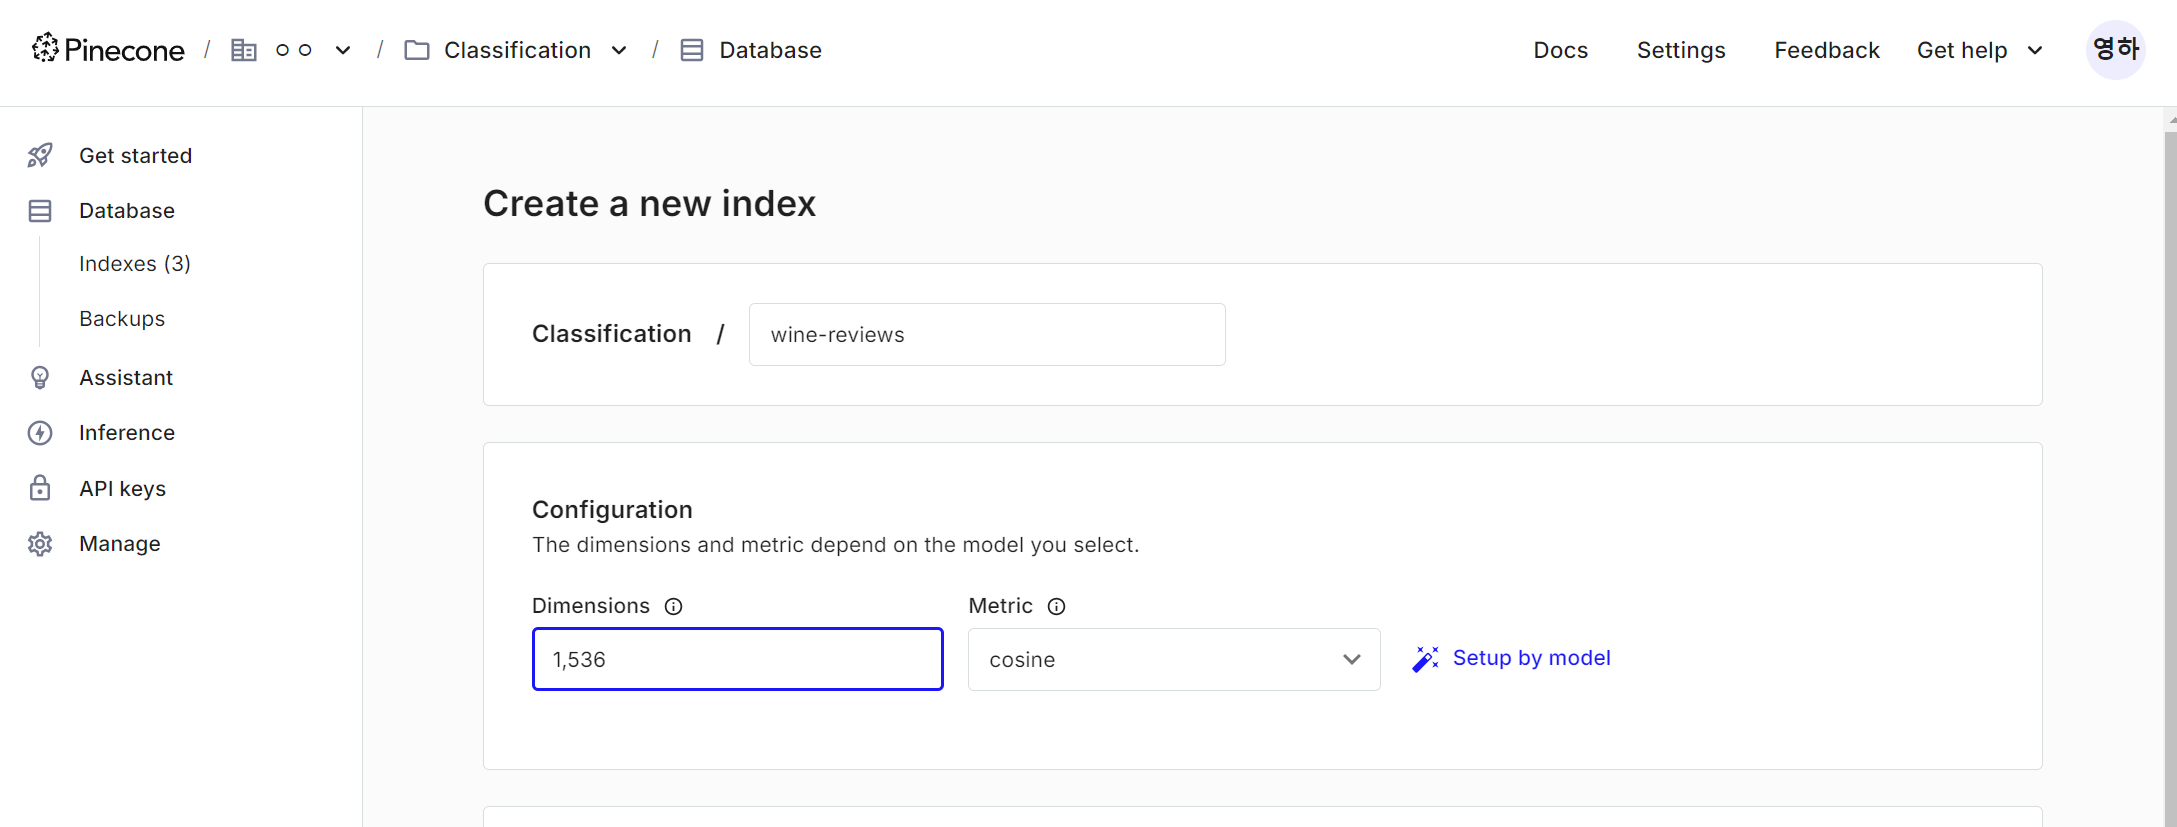 Pinecone / ㅇㅇ / Classification / Database Docs Settings Feedback Get help 영하
Get started
Database
Indexes (3)
Backups
Assistant
Inference
API keys
Manage
Create a new index
Classification / wine-reviews
Configuration
The dimensions and metric depend on the model you select.
Dimensions Metric
1,536 cosine Setup by model